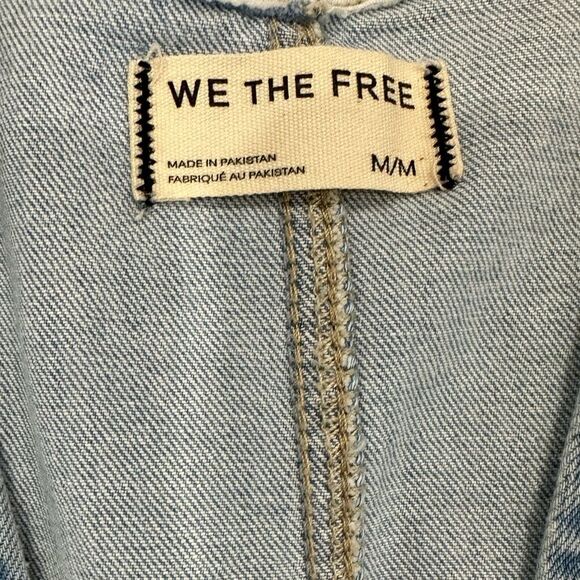 WE THE FREE
MADE IN PAKISTAN
FABRIQUÉ AU PAKISTAN
M/M